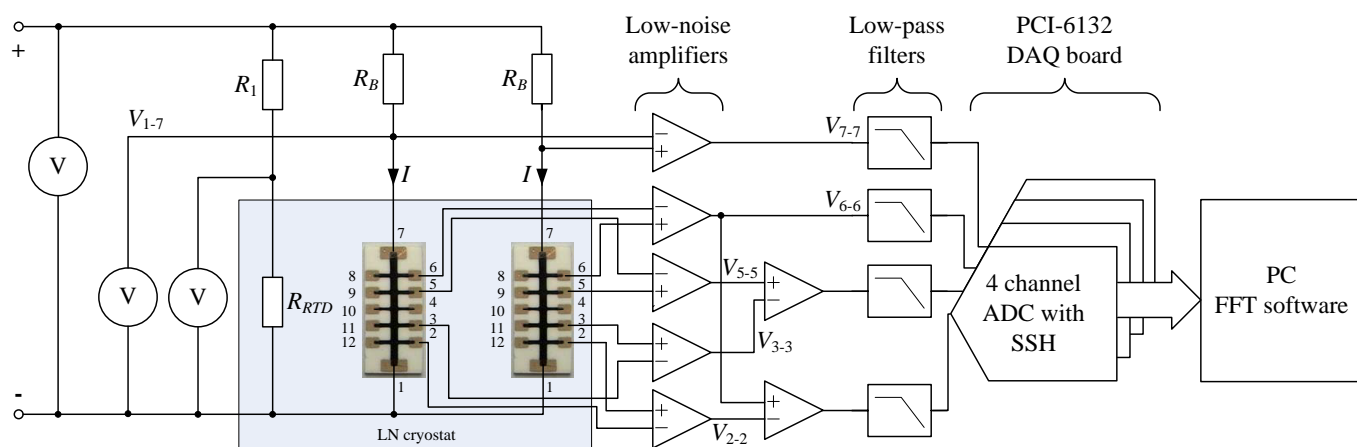 Low-noise
amplifiers
Low-pass
filters
PCI-6132
DAQ board
+
R1
RB
RB
V1-7
V
V
V
I
I
RRTD
7
8
9
10
11
12
6
5
4
3
2
1
7
8
9
10
11
12
6
5
4
3
2
1
-
LN cryostat
−
+
−
+
−
+
+
−
+
−
V7-7
V6-6
V5-5
V3-3
V2-2
+
−
+
−
4 channel
ADC with
SSH
PC
FFT software